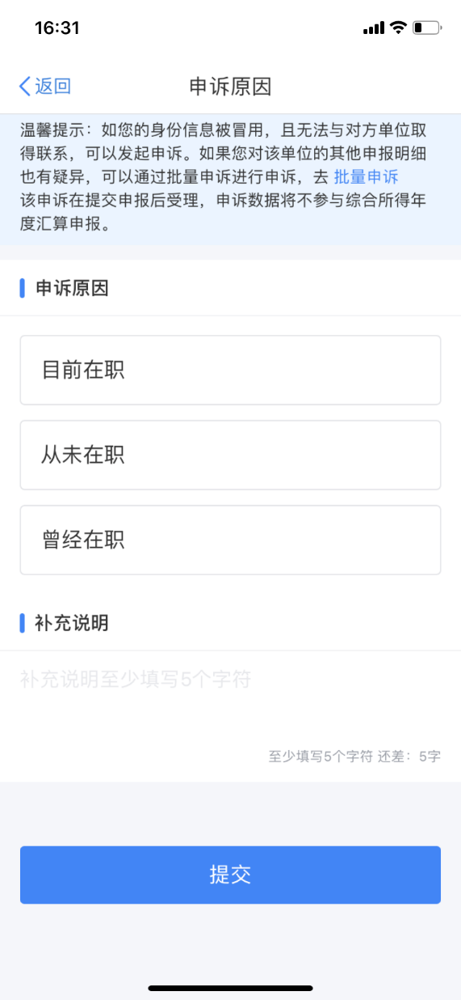 16:31
返回
申诉原因
温馨提示：如您的身份信息被冒用，且无法与对方单位取
得联系，可以发起申诉。如果您对该单位的其他申报明细
也有疑异，可以通过批量申诉进行申诉，去 批量申诉
该申诉在提交申报后受理，申诉数据将不参与综合所得年
度汇算申报。
申诉原因
目前在职
从未在职
曾经在职
补充说明
补充说明至少填写5个字符
至少填写5个字符 还差：5字
提交